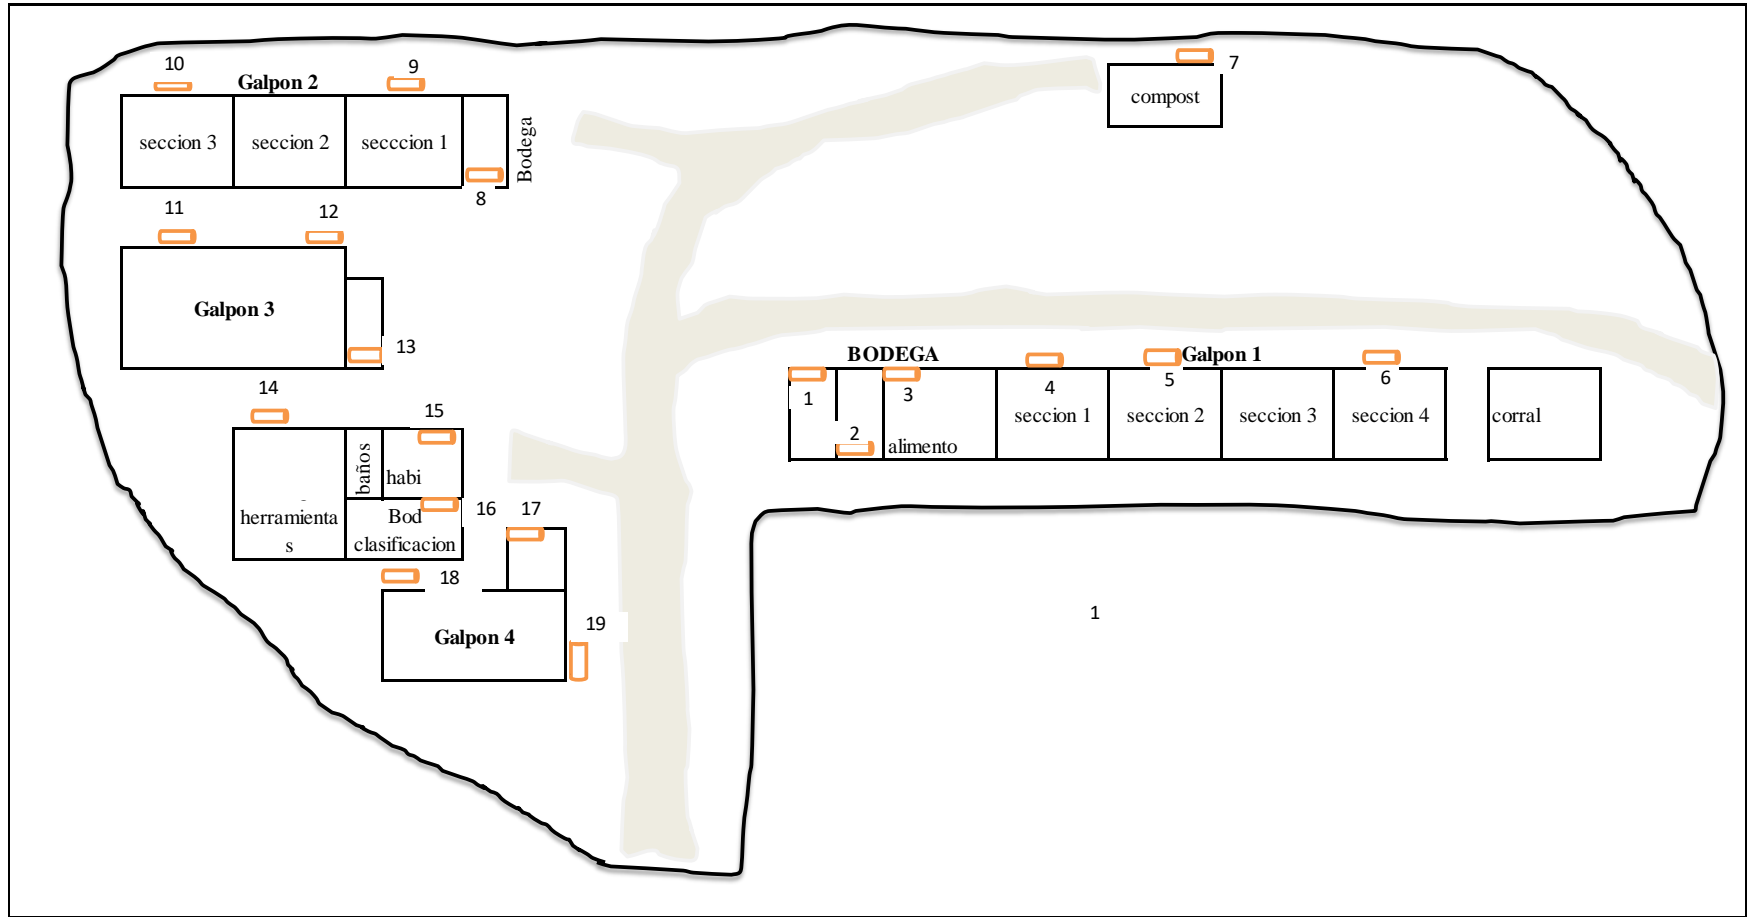 10
Galpon 2
9
7
compost
seccion 3
seccion 2
secccion 1
Bodega
8
11
12
Galpon 3
13
BODEGA
Galpon 1
1
2
3
4
5
6
alimento
seccion 1
seccion 2
seccion 3
seccion 4
corral
14
15
baños
habi
herramienta
s
Bod
clasificacion
16
17
18
Galpon 4
19
1